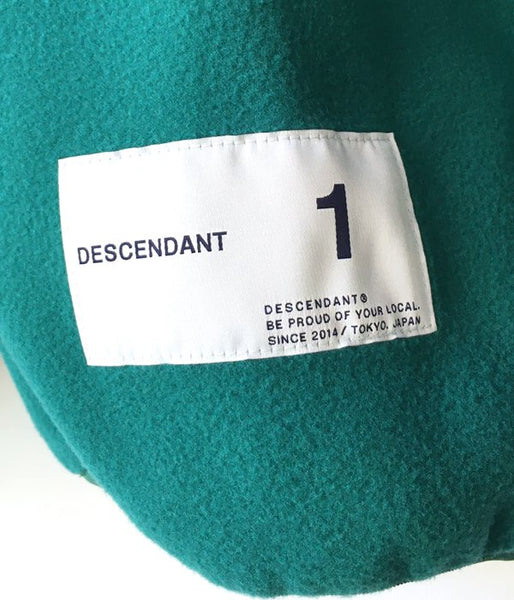 DESCENDANT
1
DESCENDANT®
BE PROUD OF YOUR LOCAL.
SINCE 2014 / TOKYO, JAPAN